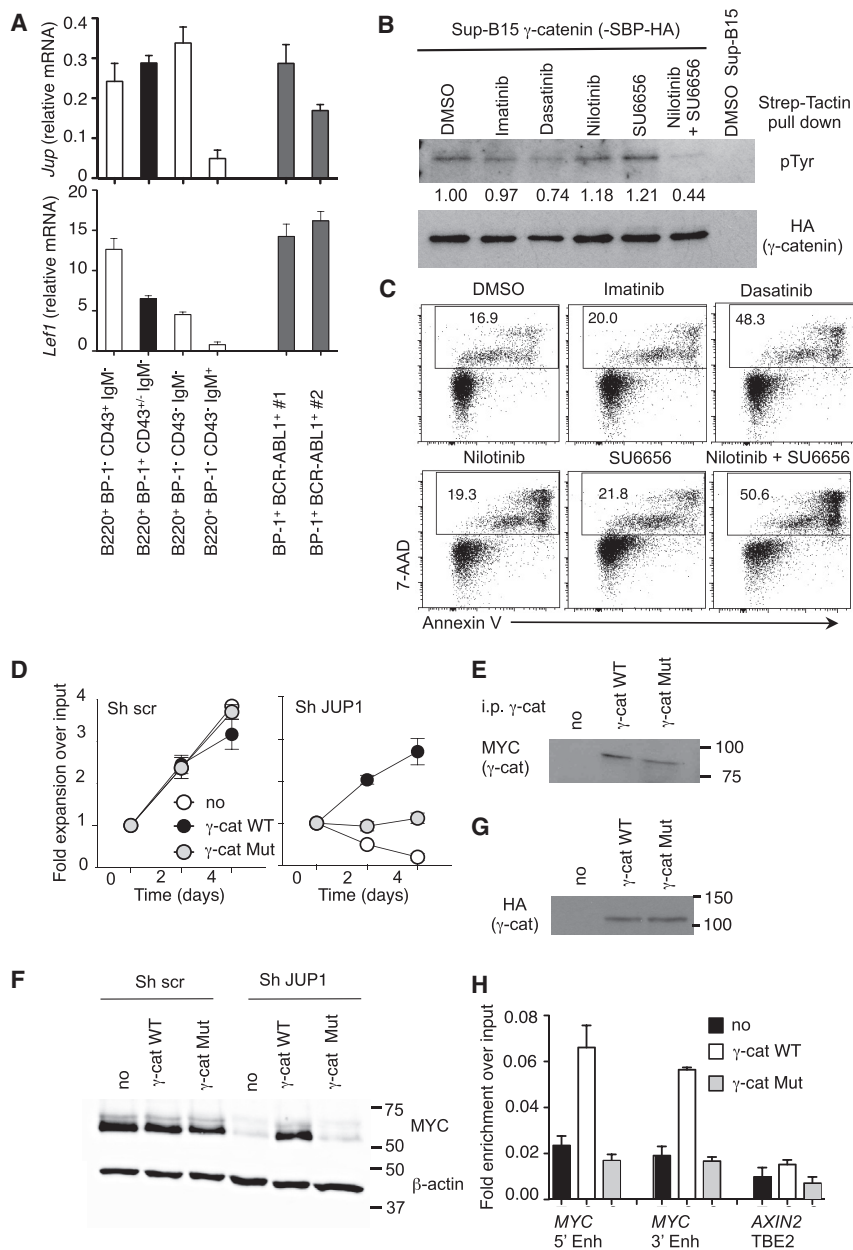 A
Jup (relative mRNA)
0.4
0.3
0.2
0.1
0
Left1 (relative mRNA)
20
15
10
5
0
B220⁺ BP-1⁻ CD43⁺ IgM⁻
B220⁺ BP-1⁺ CD43⁺/⁻ IgM⁻
B220⁺ BP-1⁻ CD43⁻ IgM⁻
B220⁺ BP-1⁻ CD43⁻ IgM⁺
BP-1⁺ BCR-ABL1⁺ #1
BP-1⁺ BCR-ABL1⁺ #2
B
Sup-B15 γ-catenin (-SBP-HA)
DMSO
Imatinib
Dasatinib
Nilotinib
SU6656
Nilotinib
+ SU6656
DMSO Sup-B15
Strep-Tactin
pull down
pTyr
1.00 0.97 0.74 1.18 1.21 0.44
HA
(γ-catenin)
C
DMSO Imatinib Dasatinib
16.9 20.0 48.3
Nilotinib SU6656 Nilotinib + SU6656
19.3 21.8 50.6
7-AAD
Annexin V
D
Fold expansion over input
4
3
2
1
0
Sh scr
no
γ-cat WT
γ-cat Mut
0 2 4
Time (days)
Sh JUP1
0 2 4
Time (days)
E
i.p. γ-cat
no
γ-cat WT
γ-cat Mut
MYC
(γ-cat)
100
75
G
no
γ-cat WT
γ-cat Mut
HA
(γ-cat)
150
100
F
Sh scr Sh JUP1
no
γ-cat WT
γ-cat Mut
no
γ-cat WT
γ-cat Mut
75
MYC
50
50
β-actin
37
H
Fold enrichment over input
0.08
0.06
0.04
0.02
0.00
no
γ-cat WT
γ-cat Mut
MYC
5' Enh
MYC
3' Enh
AXIN2
TBE2